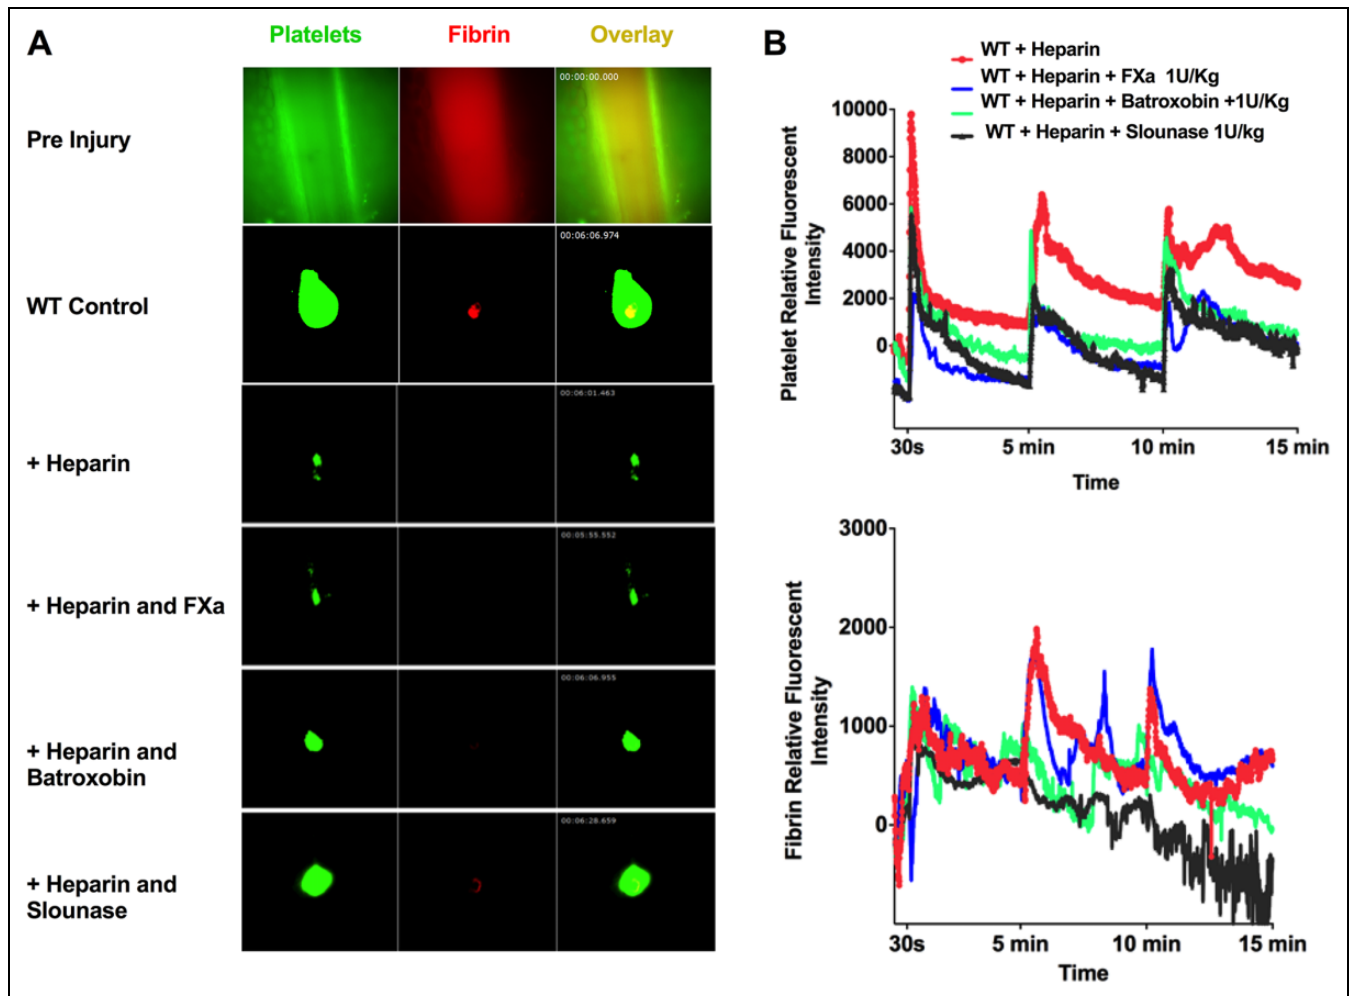 A
Platelets Fibrin Overlay
Pre Injury
00:00:00.000
WT Control
00:06:06.974
+ Heparin
00:06:01.463
+ Heparin and FXa
00:05:55.552
+ Heparin and
Batroxobin
00:06:06.955
+ Heparin and
Slounase
00:06:28.659
B
WT + Heparin
WT + Heparin + FXa 1U/Kg
WT + Heparin + Batroxobin +1U/Kg
WT + Heparin + Slounase 1U/kg
Platelet Relative Fluorescent
Intensity
10000
8000
6000
4000
2000
0
30s 5 min 10 min 15 min
Time
Fibrin Relative Fluorescent
Intensity
3000
2000
1000
0
30s 5 min 10 min 15 min
Time